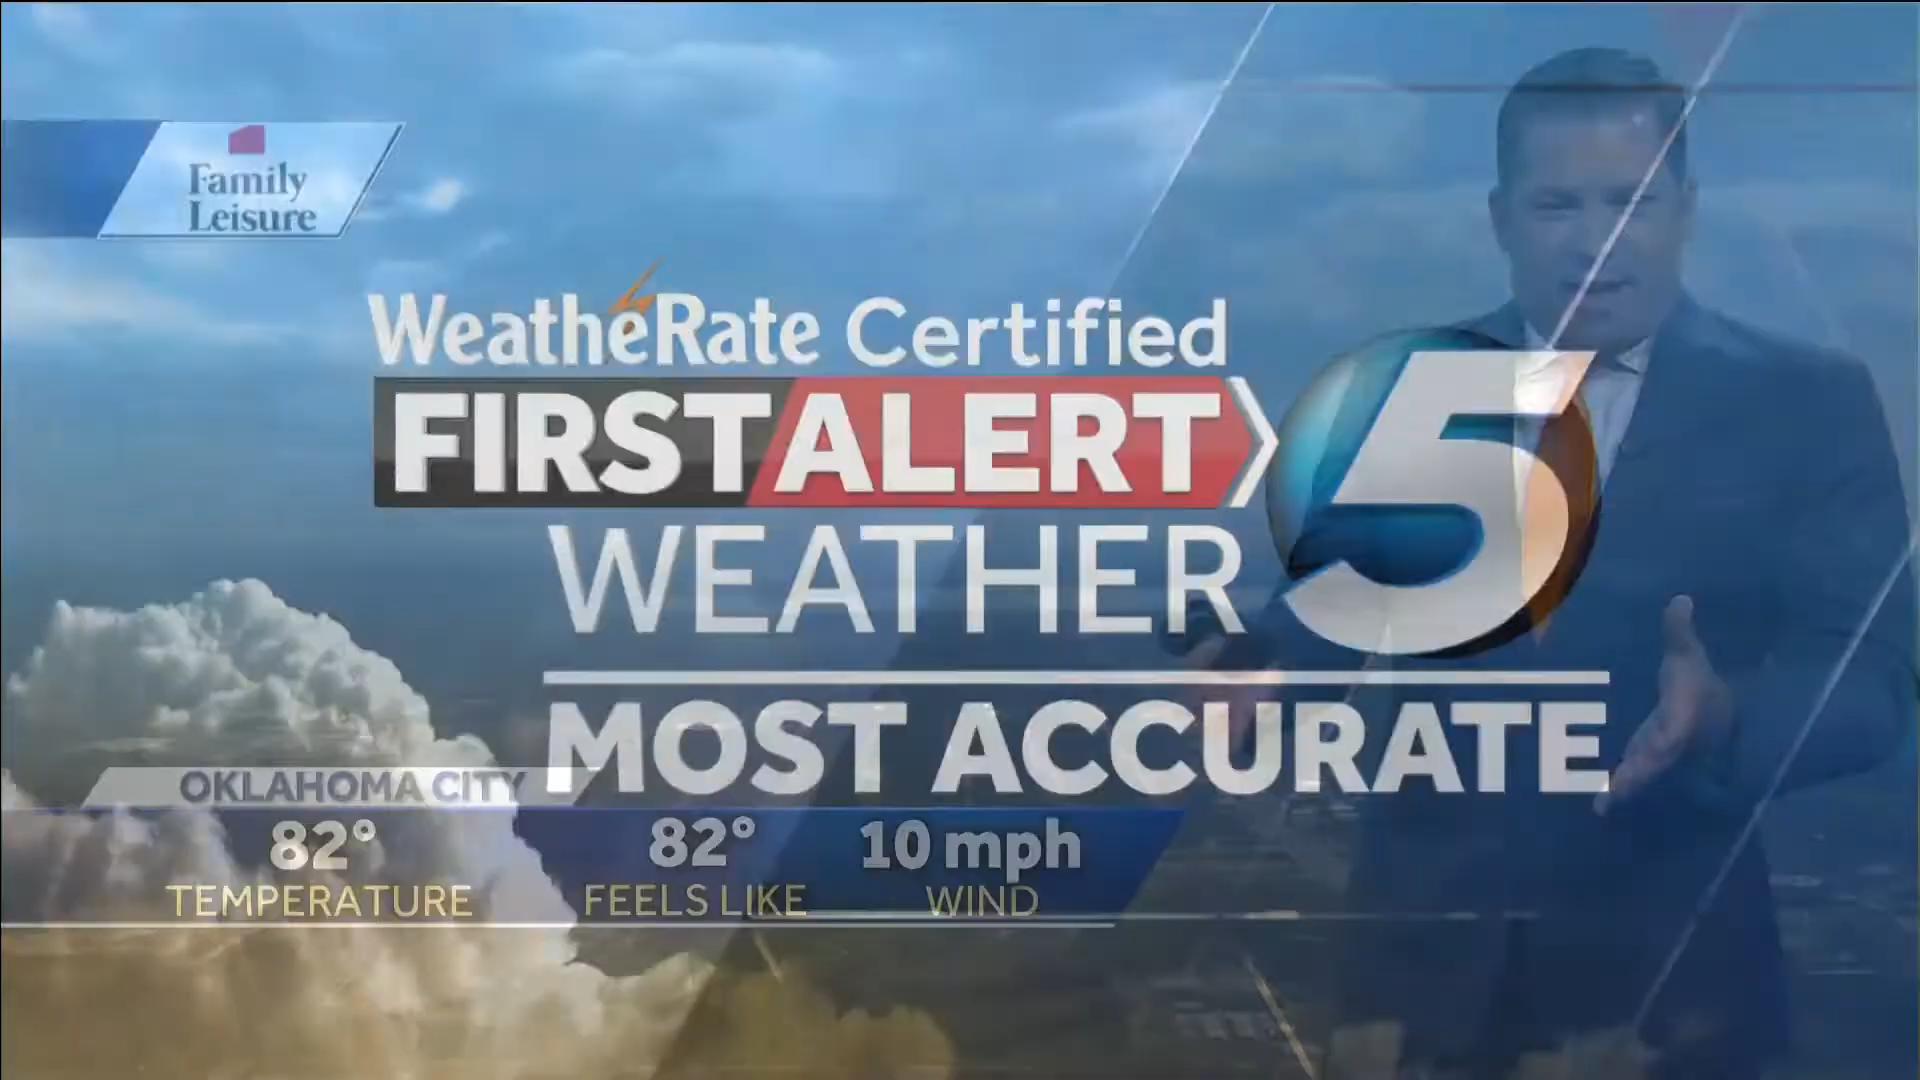 Family
Leisure
WeatheRate Certified
FIRST ALERT
WEATHER 5
MOST ACCURATE
OKLAHOMA CITY
82° 82° 10 mph
TEMPERATURE FEELS LIKE WIND